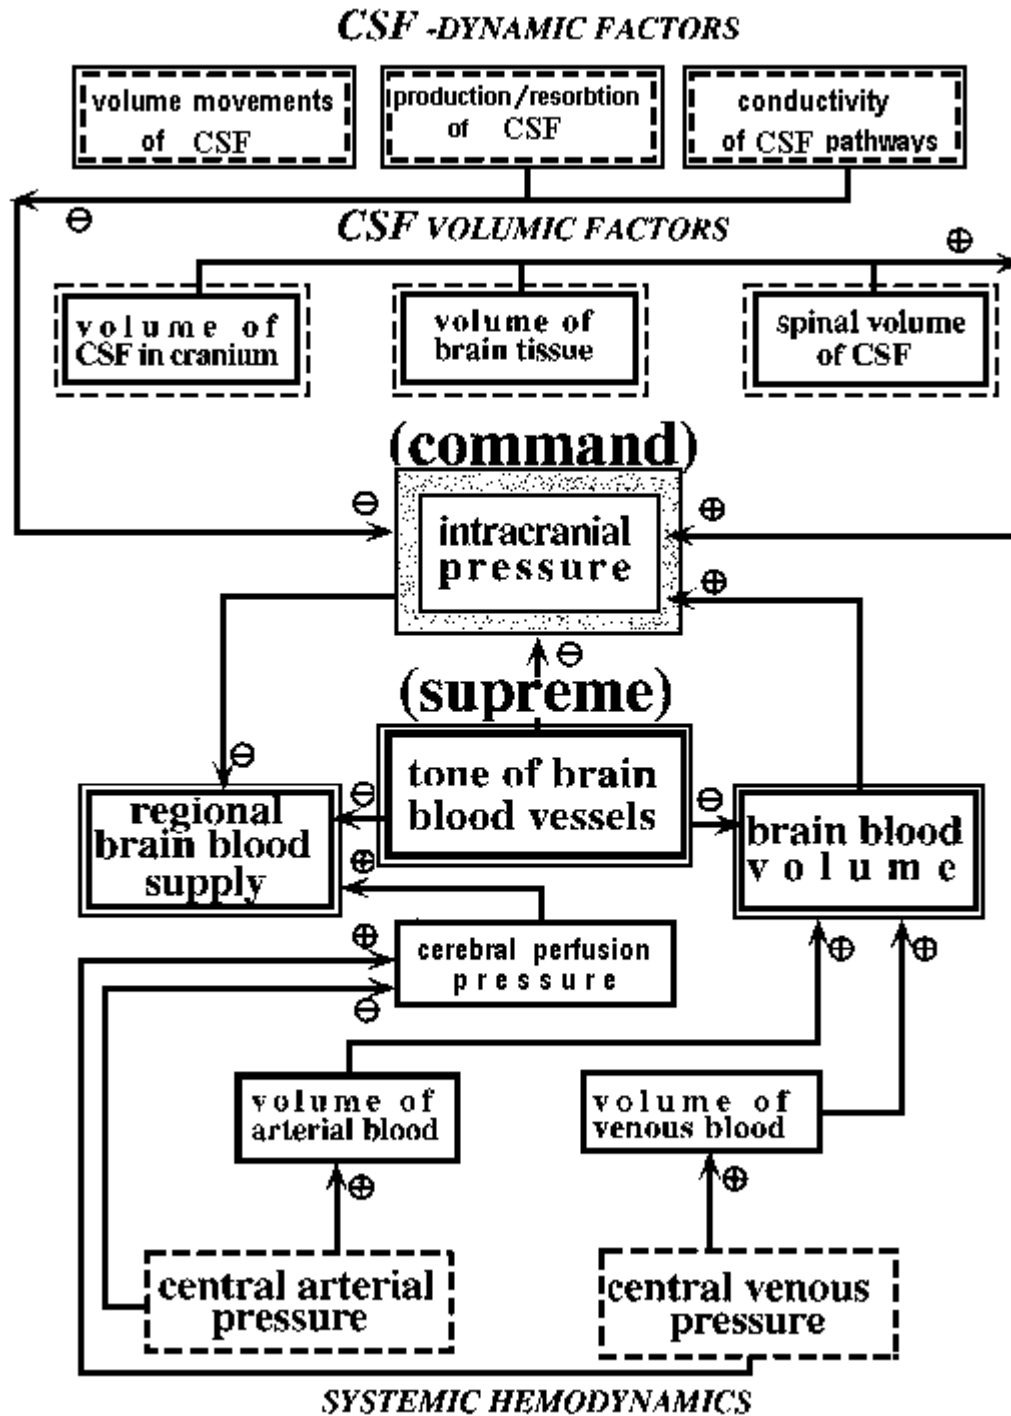 CSF -DYNAMIC FACTORS
volume movements
of CSF
production/resorbtion
of CSF
conductivity
of CSF pathways
⊖
CSF VOLUMIC FACTORS
⊕
volume of
CSF in cranium
volume of
brain tissue
spinal volume
of CSF
(command)
⊖
intracranial
pressure
⊕
⊕
⊖
(supreme)
⊖
tone of brain
blood vessels
⊖
⊖
regional
brain blood
supply
brain blood
volume
⊕
⊕
cerebral perfusion
pressure
⊖
⊕
⊕
volume of
arterial blood
volume of
venous blood
⊕
⊕
central arterial
pressure
central venous
pressure
SYSTEMIC HEMODYNAMICS